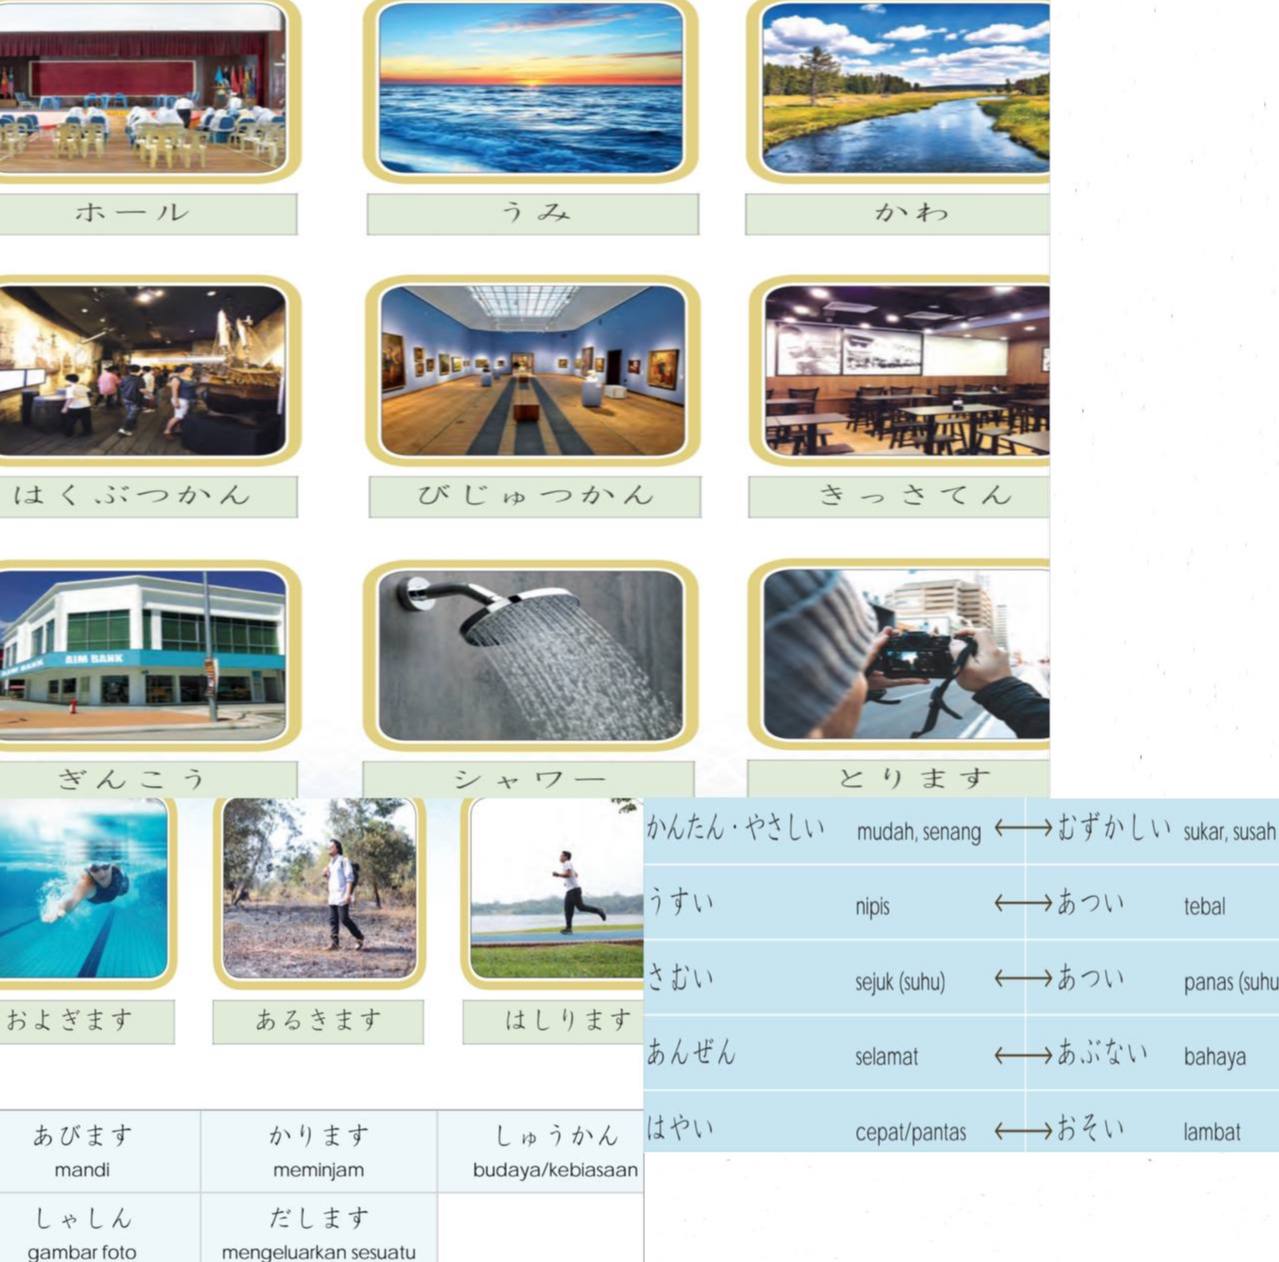 ホール
うみ
かわ
はくぶつかん
びじゅつかん
きっさてん
AIM BANK
ぎんこう
シャワー
とります
およぎます
あるきます
はしります
あびます
mandi
かります
meminjam
しゅうかん
budaya/kebiasaan
しゃしん
gambar foto
だします
mengeluarkan sesuatu
かんたん・やさしい mudah, senang ⟷ むずかしい sukar, susah
うすい nipis ⟷ あつい tebal
さむい sejuk (suhu) ⟷ あつい panas (suhu
あんぜん selamat ⟷ あぶない bahaya
はやい cepat/pantas ⟷ おそい lambat